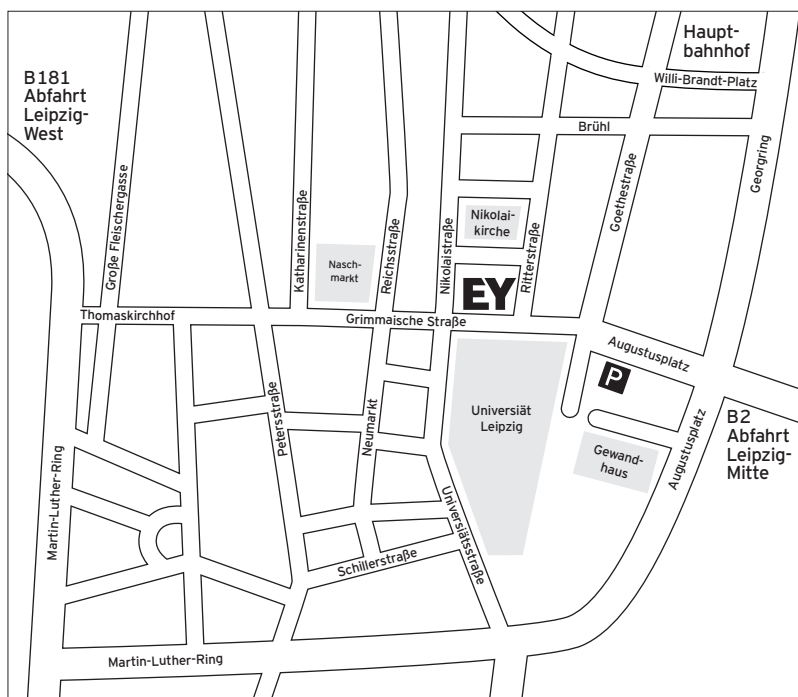 Haupt-
bahnhof
B181
Abfahrt
Leipzig-
West
Willi-Brandt-Platz
Brühl
Georgring
Goethestraße
Große Fleischergasse
Katharinenstraße
Reichsstraße
Nikolaistraße
Nikolai-
kirche
Ritterstraße
Nasch-
markt
EY
Thomaskirchhof
Grimmaische Straße
Augustusplatz
P
Petersstraße
Neumarkt
Universiät
Leipzig
B2
Abfahrt
Leipzig-
Mitte
Augustusplatz
Gewand-
haus
Martin-Luther-Ring
Universiätsstraße
Schillerstraße
Martin-Luther-Ring